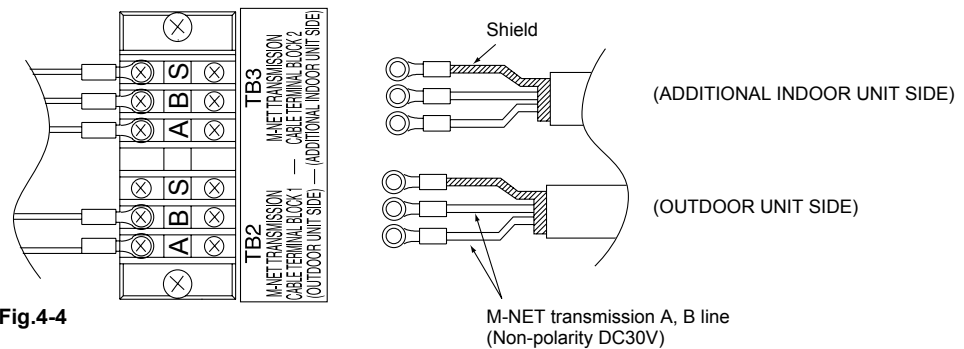 S
B
A
S
B
A
TB3
M-NET TRANSMISSION
CABLE TERMINAL BLOCK 2
(ADDITIONAL INDOOR UNIT SIDE)
TB2
M-NET TRANSMISSION
CABLE TERMINAL BLOCK 1
(OUTDOOR UNIT SIDE)
Shield
(ADDITIONAL INDOOR UNIT SIDE)
(OUTDOOR UNIT SIDE)
M-NET transmission A, B line
(Non-polarity DC30V)
Fig.4-4